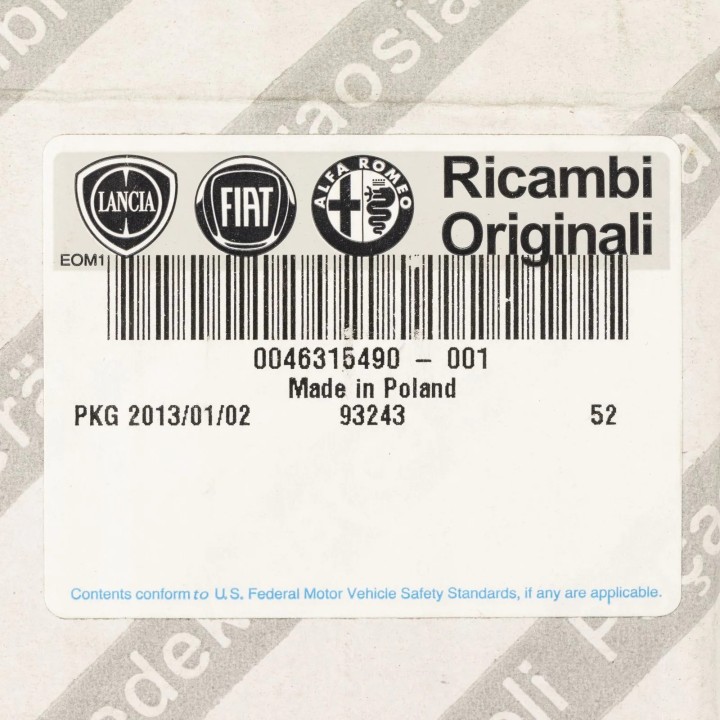 LANCIA
FIAT
ALFA ROMEO
Ricambi
Originali
EOM1
0046315490 - 001
Made in Poland
PKG 2013/01/02 93243 52
Contents conform to U.S. Federal Motor Vehicle Safety Standards, if any are applicable.